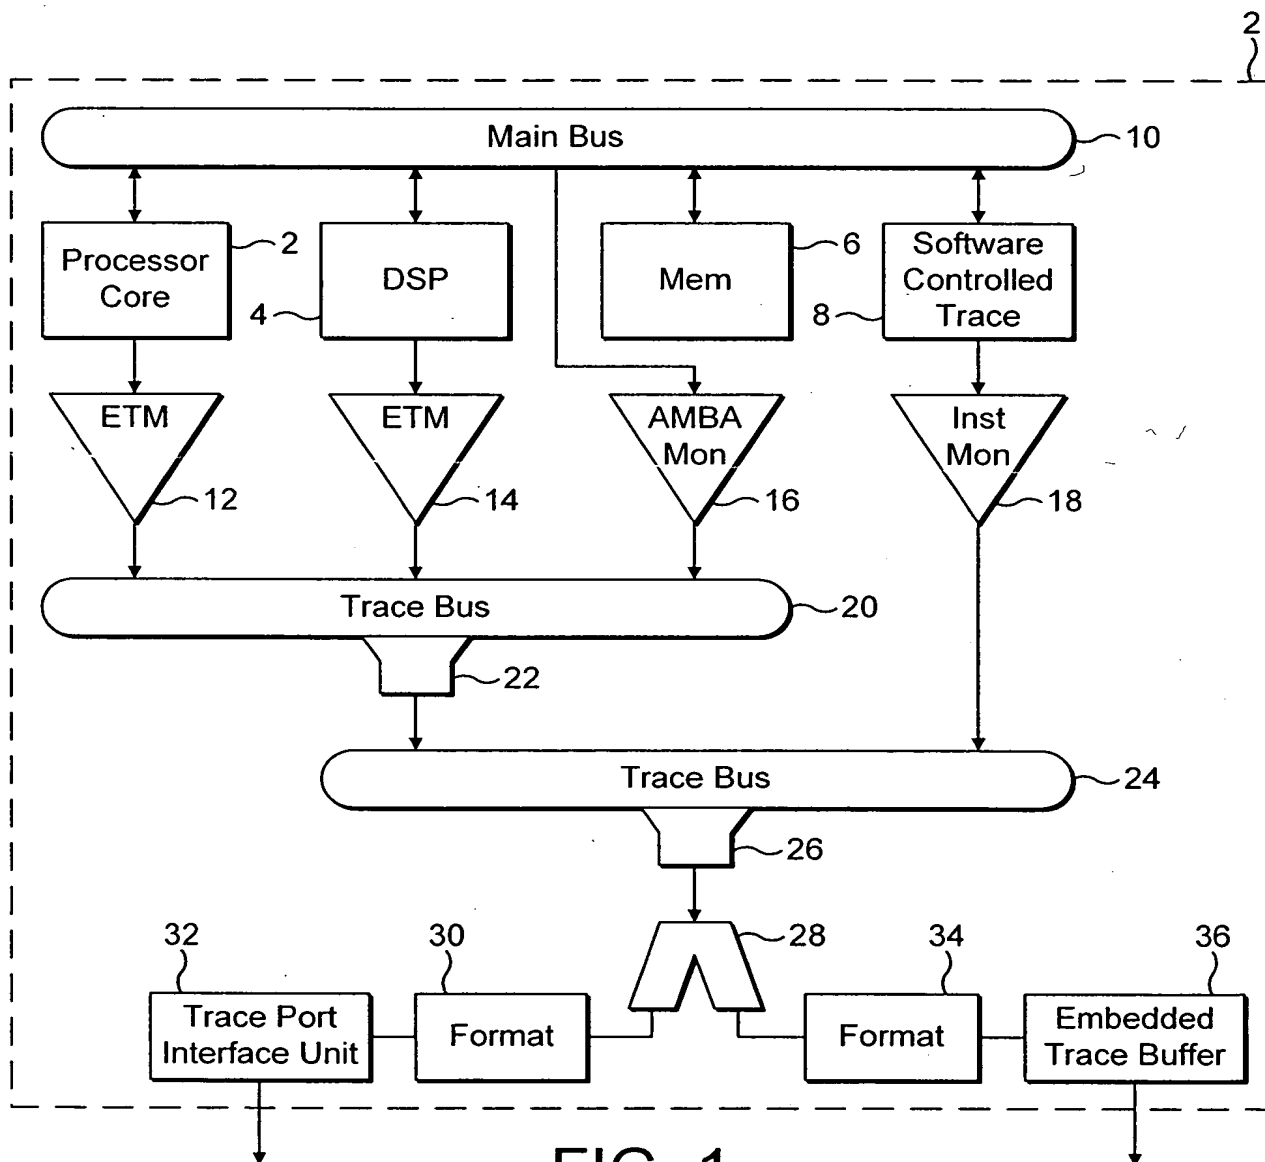 2
Main Bus
10
Processor
Core
2
DSP
4
Mem
6
Software
Controlled
Trace
8
ETM
12
ETM
14
AMBA
Mon
16
Inst
Mon
18
Trace Bus
20
22
Trace Bus
24
26
28
32
Trace Port
Interface Unit
30
Format
34
Format
36
Embedded
Trace Buffer
FIG. 1